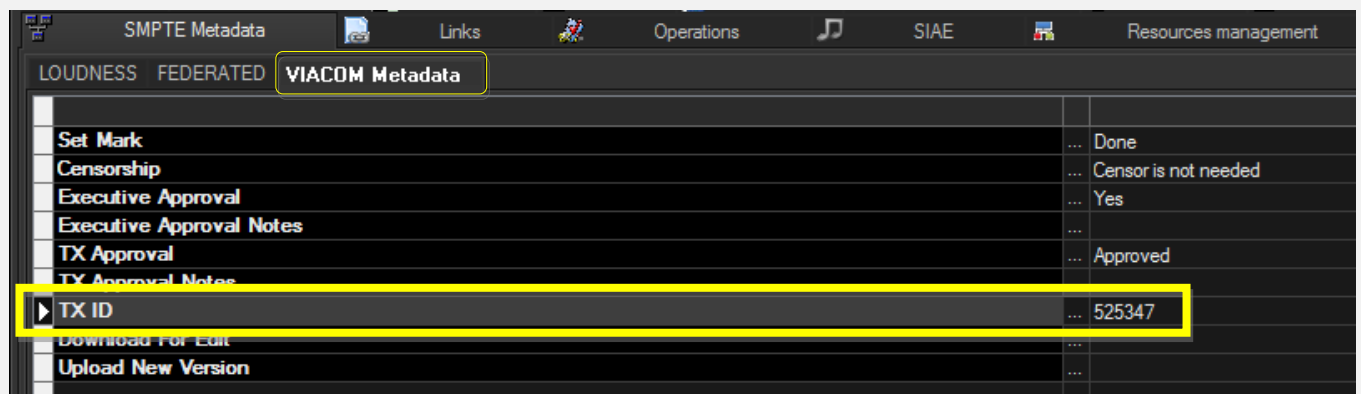 SMPTE Metadata Links Operations SIAE Resources management
LOUDNESS FEDERATED VIACOM Metadata
Set Mark ... Done
Censorship ... Censor is not needed
Executive Approval ... Yes
Executive Approval Notes ...
TX Approval ... Approved
TX Approval Notes
TX ID ... 525347
Download For Edit ...
Upload New Version ...